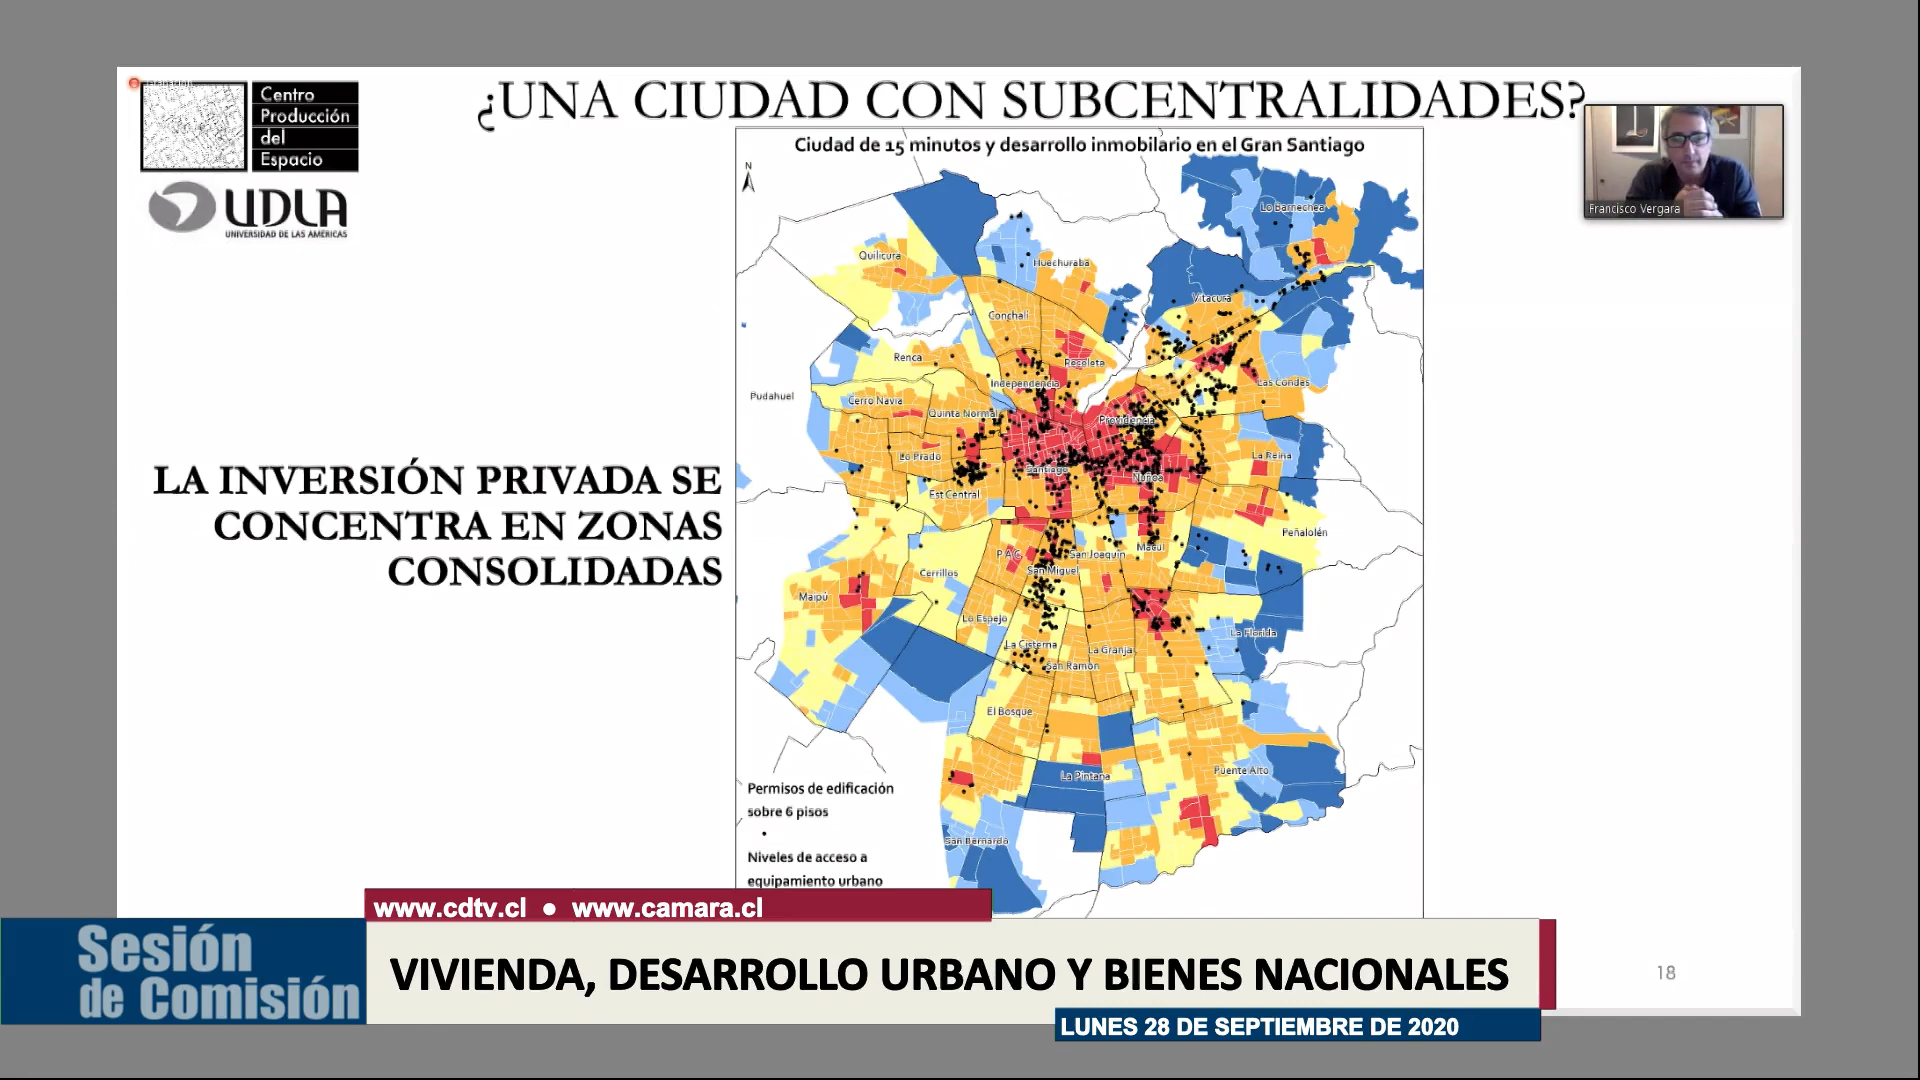 Grabación
Centro
Producción
del
Espacio
UDLA
UNIVERSIDAD DE LAS AMÉRICAS
¿UNA CIUDAD CON SUBCENTRALIDADES?
Francisco Vergara
LA INVERSIÓN PRIVADA SE
CONCENTRA EN ZONAS
CONSOLIDADAS
Ciudad de 15 minutos y desarrollo inmobiliario en el Gran Santiago
N
Lo Barnechea
Quilicura
Huechuraba
Vitacura
Conchalí
Renca
Recoleta
Independencia
Las Condes
Pudahuel
Cerro Navia
Quinta Normal
Providencia
Lo Prado
La Reina
Santiago
Ñuñoa
Est Central
Peñalolén
P A C
San Joaquín
Macul
Cerrillos
San Miguel
Maipú
Lo Espejo
La Florida
La Cisterna
La Granja
San Ramón
El Bosque
La Pintana
Puente Alto
San Bernardo
Permisos de edificación
sobre 6 pisos
Niveles de acceso a
equipamiento urbano
www.cdtv.cl ● www.camara.cl
Sesión
de Comisión
VIVIENDA, DESARROLLO URBANO Y BIENES NACIONALES
18
LUNES 28 DE SEPTIEMBRE DE 2020